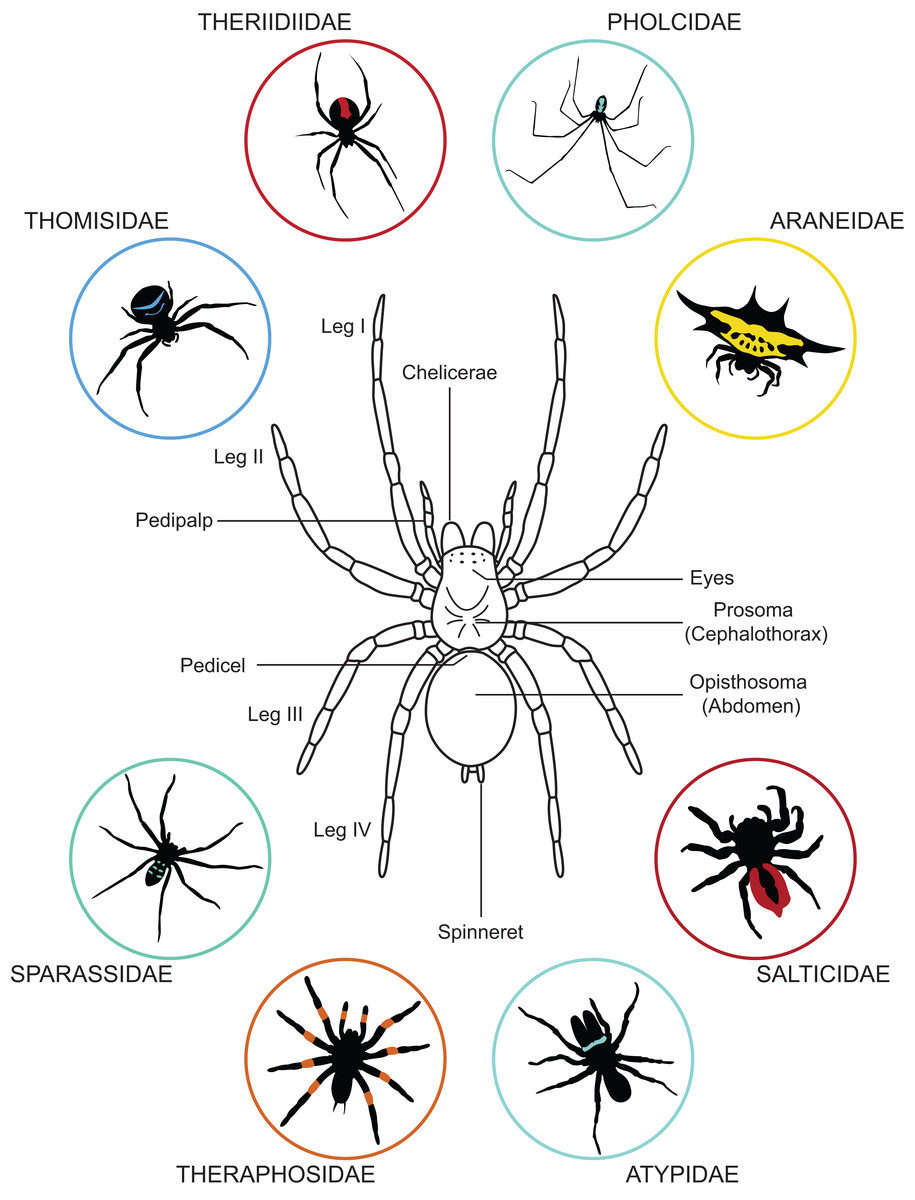 THERIIDIIDAE
PHOLCIDAE
THOMISIDAE
ARANEIDAE
Leg I
Chelicerae
Leg II
Pedipalp
Eyes
Prosoma
(Cephalothorax)
Pedicel
Opisthosoma
(Abdomen)
Leg III
Leg IV
Spinneret
SPARASSIDAE
SALTICIDAE
THERAPHOSIDAE
ATYPIDAE